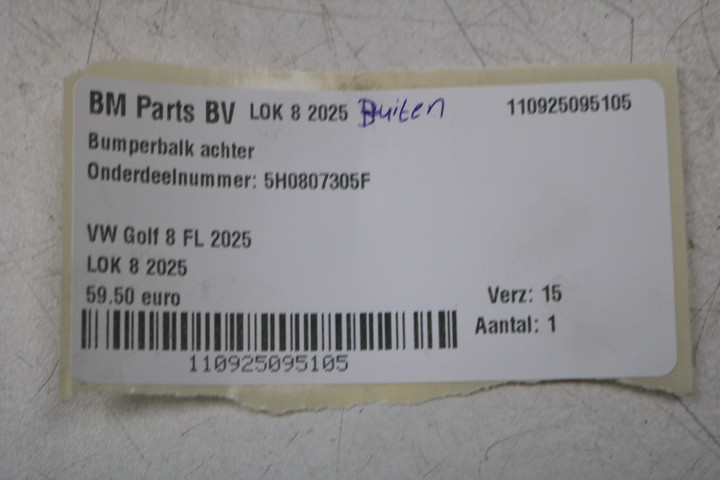 BM Parts BV LOK 8 2025 Buiten 110925095105
Bumperbalk achter
Onderdeelnummer: 5H0807305F
VW Golf 8 FL 2025
LOK 8 2025
59.50 euro Verz: 15
Aantal: 1
110925095105